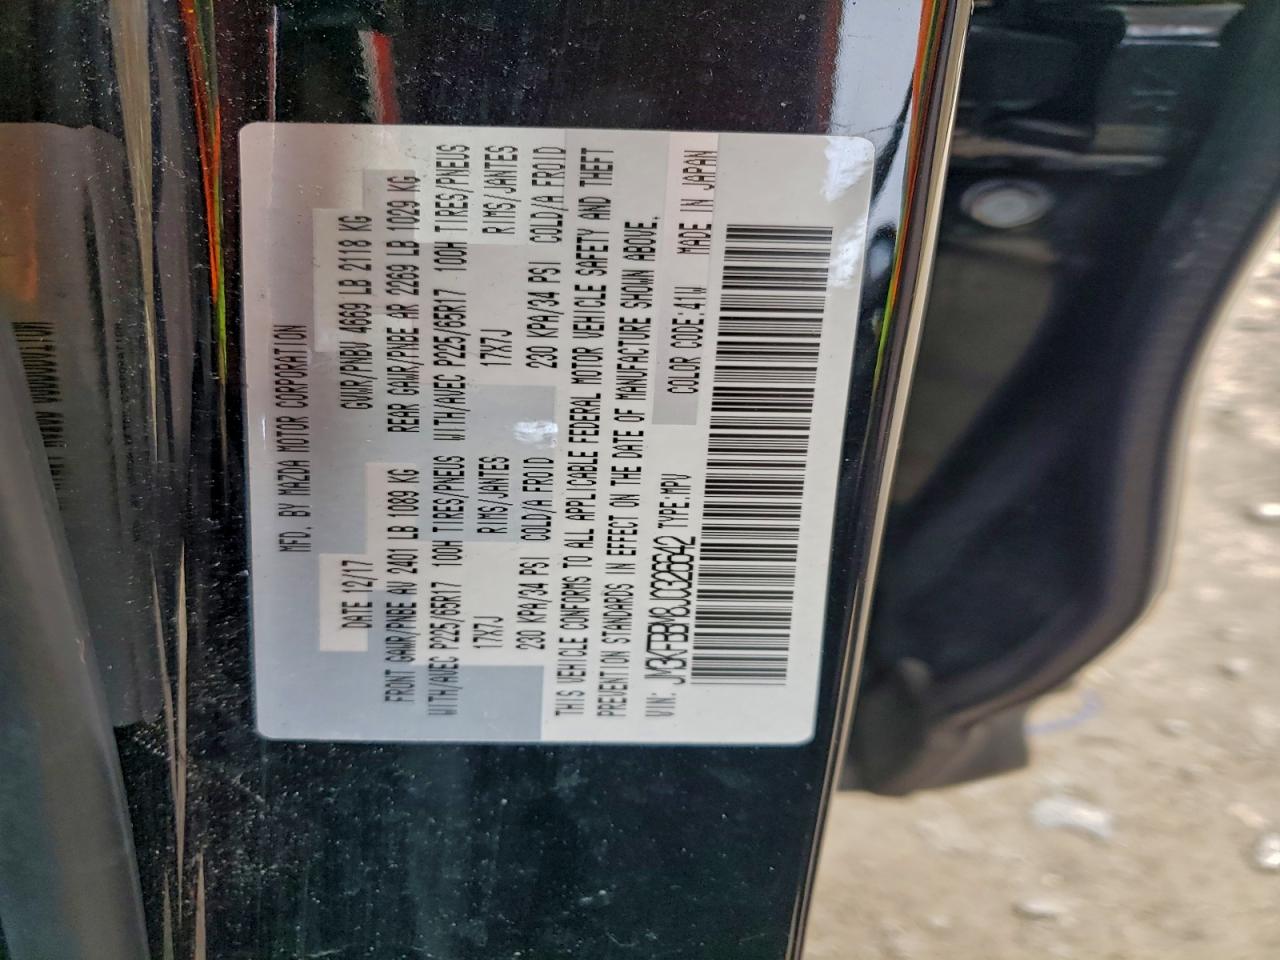 MFD. BY MAZDA MOTOR CORPORATION
DATE 12/17 GVWR/PNBV 4669 LB 2118 KG
FRONT GAWR/PNBE AV 2401 LB 1089 KG REAR GAWR/PNBE AR 2269 LB 1029 KG
WITH/AVEC P225/65R17 100H TIRES/PNEUS WITH/AVEC P225/65R17 100H TIRES/PNEUS
17X7J RIMS/JANTES 17X7J RIMS/JANTES
230 KPA/34 PSI COLD/A FROID 230 KPA/34 PSI COLD/A FROID
THIS VEHICLE CONFORMS TO ALL APPLICABLE FEDERAL MOTOR VEHICLE SAFETY AND THEFT
PREVENTION STANDARDS IN EFFECT ON THE DATE OF MANUFACTURE SHOWN ABOVE.
VIN: JM3KFBBM8J0326642 TYPE:MPV COLOR CODE:41W MADE IN JAPAN